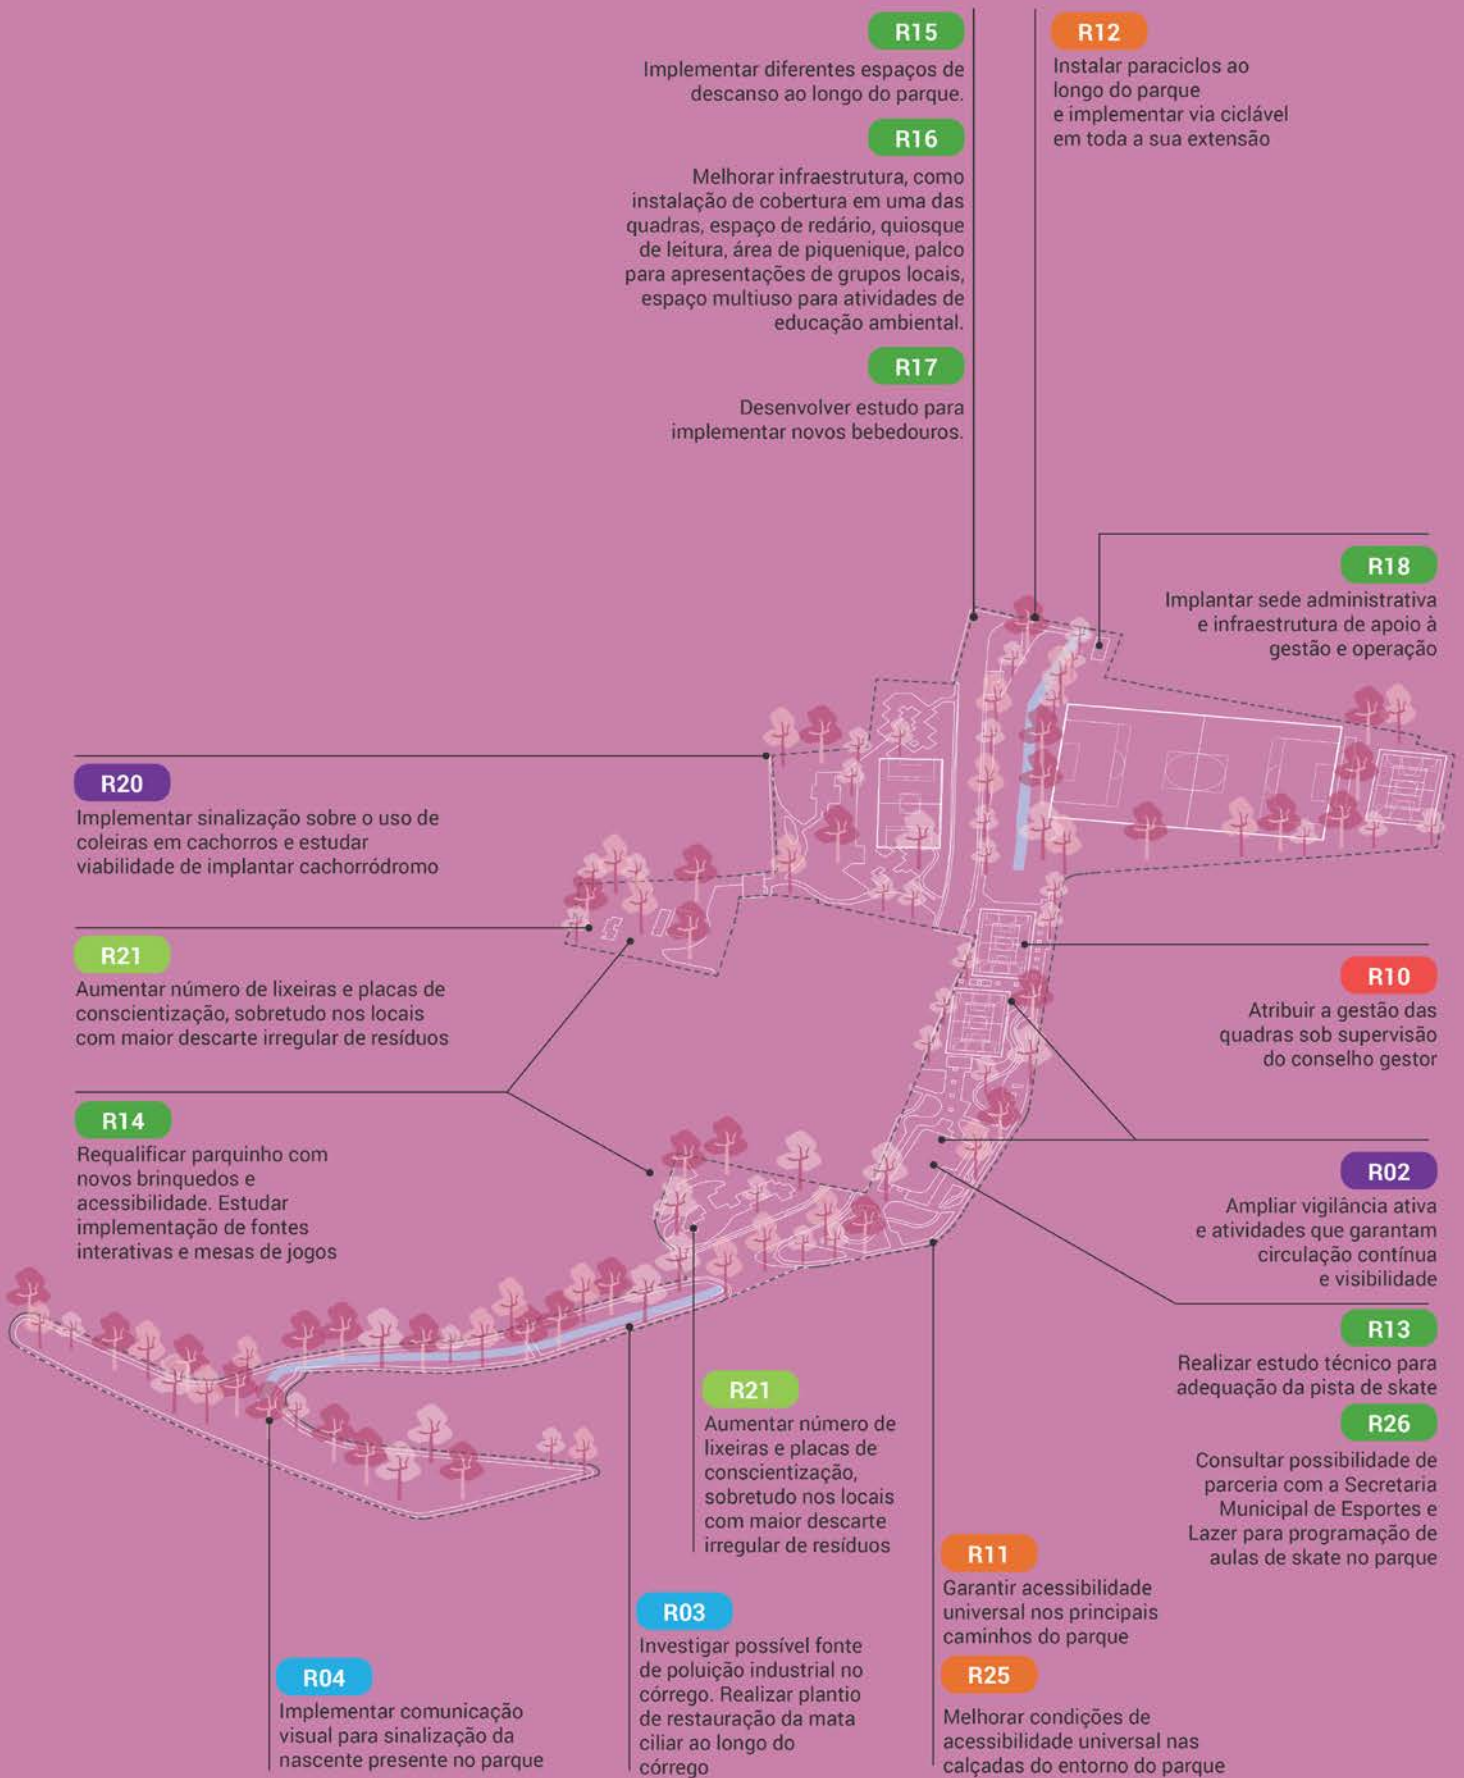 R15
Implementar diferentes espaços de
descanso ao longo do parque.
R16
Melhorar infraestrutura, como
instalação de cobertura em uma das
quadras, espaço de redário, quiosque
de leitura, área de piquenique, palco
para apresentações de grupos locais,
espaço multiuso para atividades de
educação ambiental.
R17
Desenvolver estudo para
implementar novos bebedouros.
R12
Instalar paraciclos ao
longo do parque
e implementar via ciclável
em toda a sua extensão
R18
Implantar sede administrativa
e infraestrutura de apoio à
gestão e operação
R20
Implementar sinalização sobre o uso de
coleiras em cachorros e estudar
viabilidade de implantar cachorródromo
R21
Aumentar número de lixeiras e placas de
conscientização, sobretudo nos locais
com maior descarte irregular de resíduos
R14
Requalificar parquinho com
novos brinquedos e
acessibilidade. Estudar
implementação de fontes
interativas e mesas de jogos
R10
Atribuir a gestão das
quadras sob supervisão
do conselho gestor
R02
Ampliar vigilância ativa
e atividades que garantam
circulação contínua
e visibilidade
R13
Realizar estudo técnico para
adequação da pista de skate
R26
Consultar possibilidade de
parceria com a Secretaria
Municipal de Esportes e
Lazer para programação de
aulas de skate no parque
R21
Aumentar número de
lixeiras e placas de
conscientização,
sobretudo nos locais
com maior descarte
irregular de resíduos
R11
Garantir acessibilidade
universal nos principais
caminhos do parque
R25
Melhorar condições de
acessibilidade universal nas
calçadas do entorno do parque
R03
Investigar possível fonte
de poluição industrial no
córrego. Realizar plantio
de restauração da mata
ciliar ao longo do
córrego
R04
Implementar comunicação
visual para sinalização da
nascente presente no parque